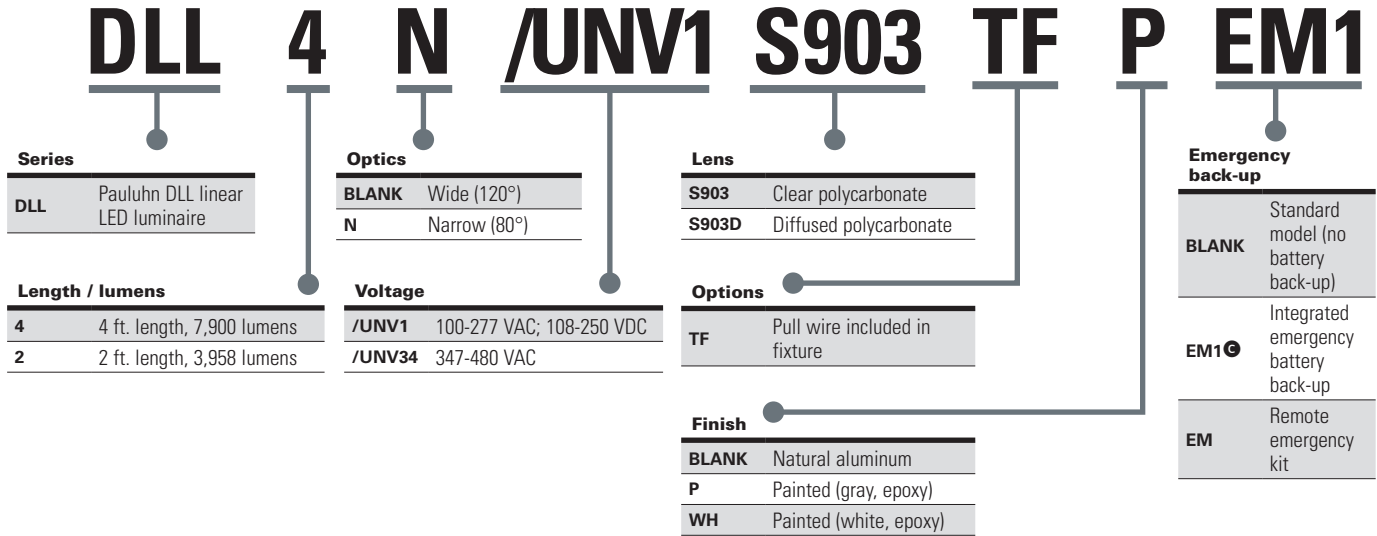 DLL 4 N /UNV1 S903 TF P EM1
Series
DLL Pauluhn DLL linear
LED luminaire
Length / lumens
4 4 ft. length, 7,900 lumens
2 2 ft. length, 3,958 lumens
Optics
BLANK Wide (120°)
N Narrow (80°)
Voltage
/UNV1 100-277 VAC; 108-250 VDC
/UNV34 347-480 VAC
Lens
S903 Clear polycarbonate
S903D Diffused polycarbonate
Options
TF Pull wire included in
fixture
Finish
BLANK Natural aluminum
P Painted (gray, epoxy)
WH Painted (white, epoxy)
Emergency
back-up
BLANK Standard
model (no
battery
back-up)
EM1 C Integrated
emergency
battery
back-up
EM Remote
emergency
kit